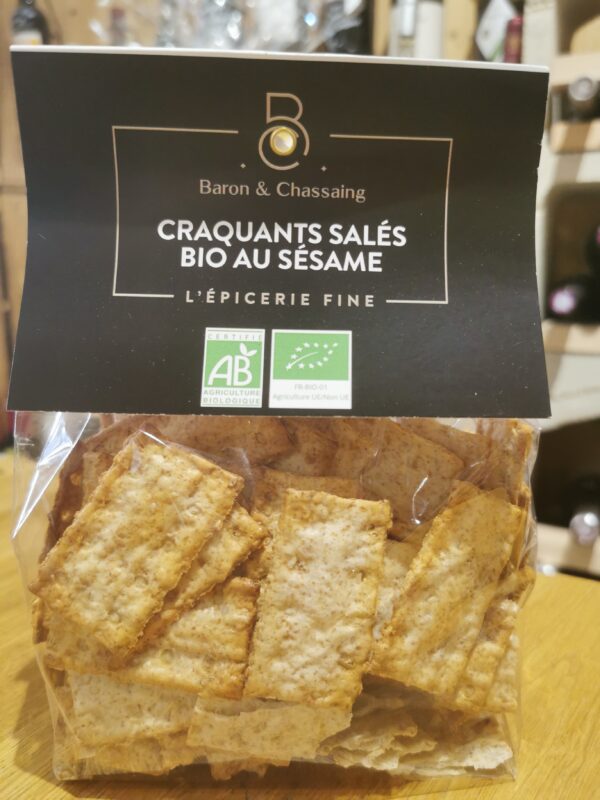 Baron & Chassaing
CRAQUANTS SALÉS
BIO AU SÉSAME
L'ÉPICERIE FINE
CERTIFIÉ
AB
AGRICULTURE
BIOLOGIQUE
FR-BIO-01
Agriculture UE/Non UE